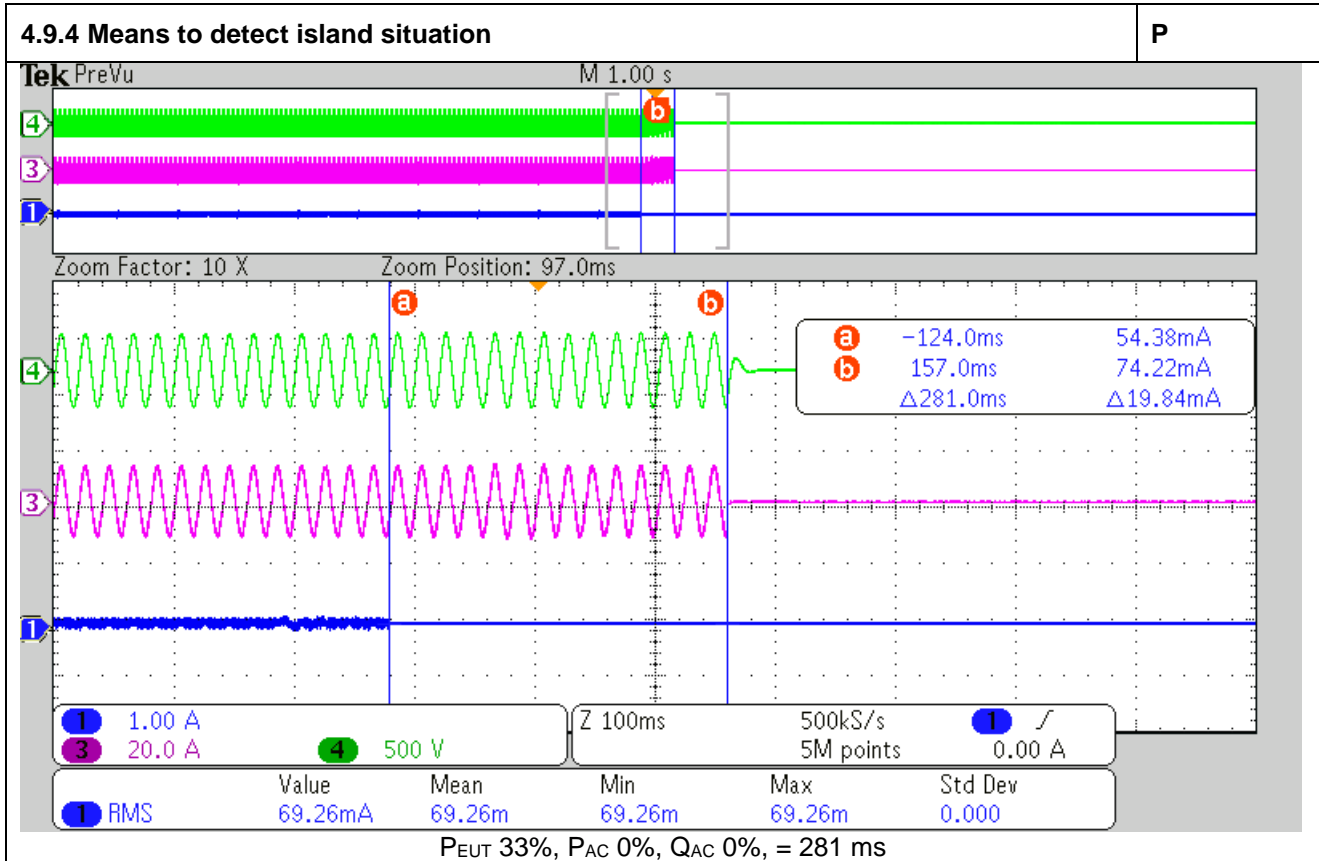 4.9.4 Means to detect island situation P
Tek PreVu M 1.00 s
b
4
3
1
Zoom Factor: 10 X Zoom Position: 97.0ms
a b
a -124.0ms 54.38mA
b 157.0ms 74.22mA
△281.0ms △19.84mA
4
3
1
1 1.00 A Z 100ms 500kS/s 1
3 20.0 A 4 500 V 5M points 0.00 A
Value Mean Min Max Std Dev
1 RMS 69.26mA 69.26m 69.26m 69.26m 0.000
PEUT 33%, PAC 0%, QAC 0%, = 281 ms